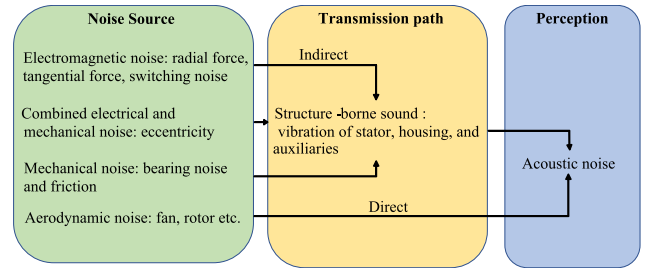 Noise Source
Electromagnetic noise: radial force,
tangential force, switching noise
Combined electrical and
mechanical noise: eccentricity
Mechanical noise: bearing noise
and friction
Aerodynamic noise: fan, rotor etc.
Transmission path
Indirect
Structure -borne sound :
vibration of stator, housing, and
auxiliaries
Direct
Perception
Acoustic noise